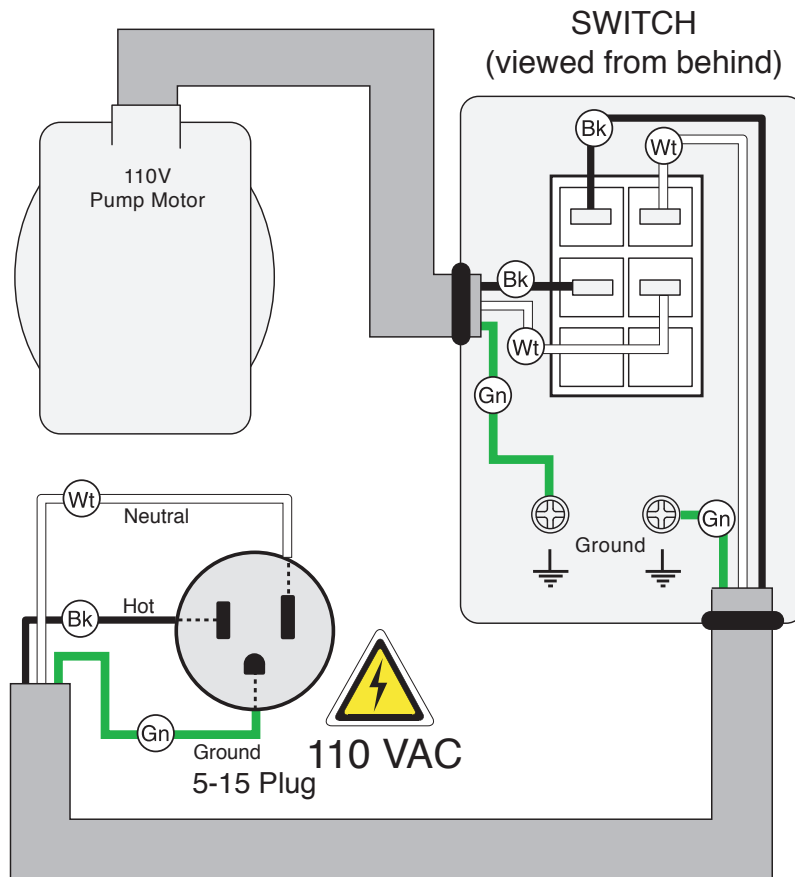 SWITCH
(viewed from behind)
110V
Pump Motor
Bk
Wt
Bk
Wt
Gn
Gn
Ground
Wt
Neutral
Hot
Bk
Gn
Ground
5-15 Plug
110 VAC